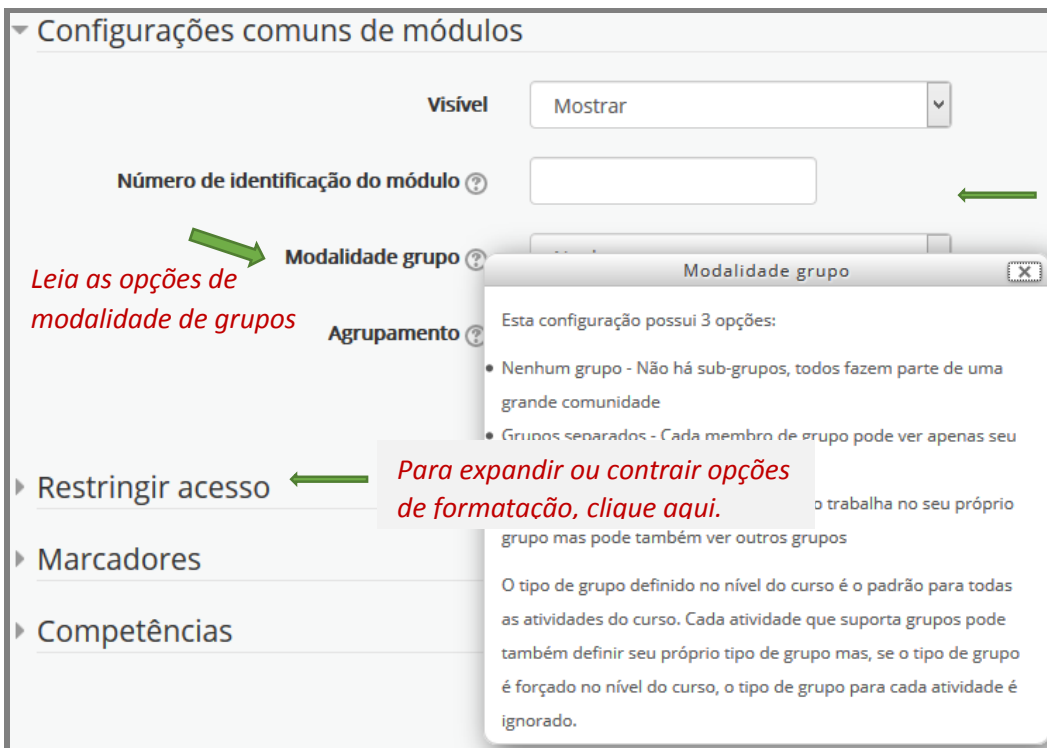 Configurações comuns de módulos
Visível
Mostrar
Número de identificação do módulo
Modalidade grupo
Leia as opções de
modalidade de grupos
Agrupamento
Modalidade grupo
Esta configuração possui 3 opções:
Nenhum grupo - Não há sub-grupos, todos fazem parte de uma
grande comunidade
Grupos separados - Cada membro de grupo pode ver apenas seu
Para expandir ou contrair opções
de formatação, clique aqui.
o trabalha no seu próprio
grupo mas pode também ver outros grupos
O tipo de grupo definido no nível do curso é o padrão para todas
as atividades do curso. Cada atividade que suporta grupos pode
também definir seu próprio tipo de grupo mas, se o tipo de grupo
é forçado no nível do curso, o tipo de grupo para cada atividade é
ignorado.
Restringir acesso
Marcadores
Competências